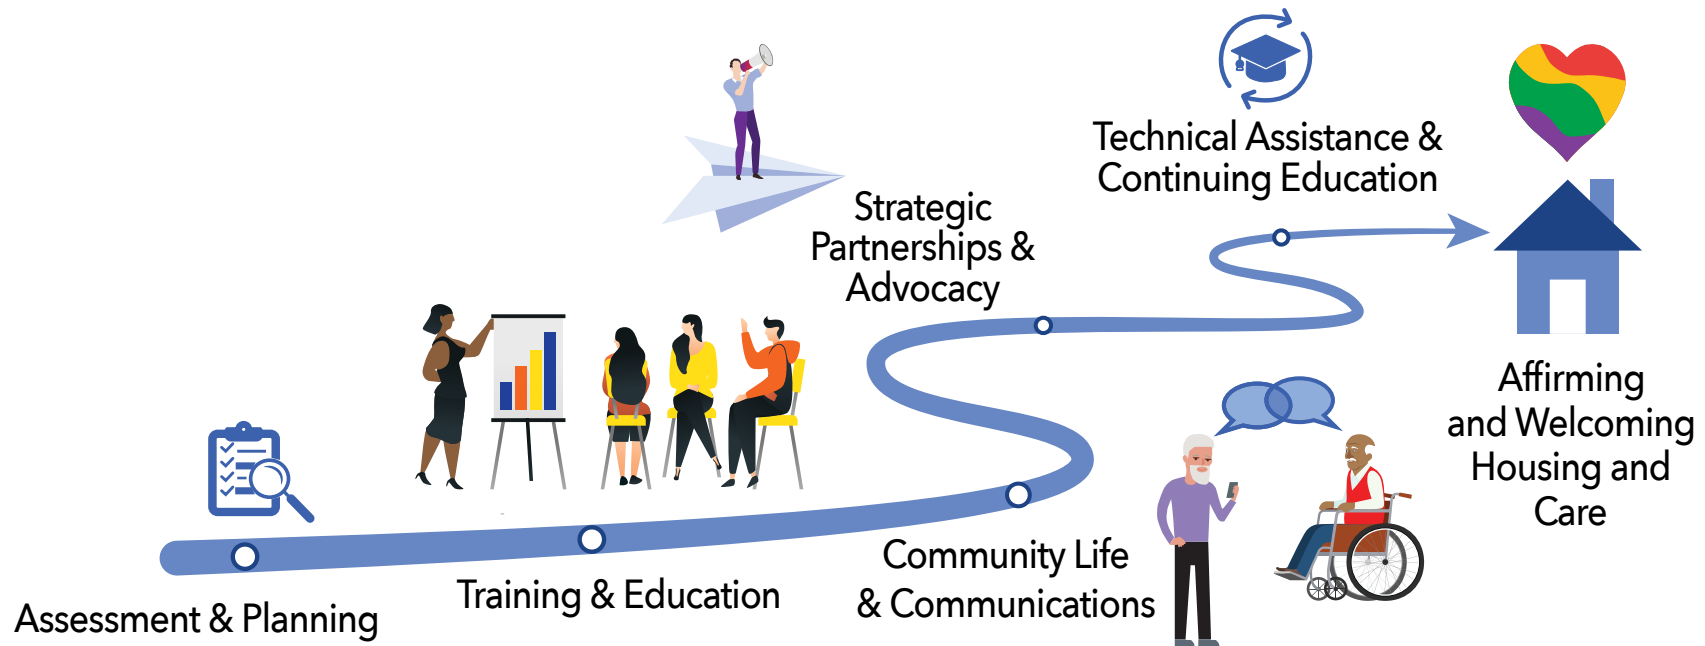 Assessment & Planning
Training & Education
Community Life
& Communications
Strategic
Partnerships &
Advocacy
Technical Assistance &
Continuing Education
Affirming
and Welcoming
Housing and
Care